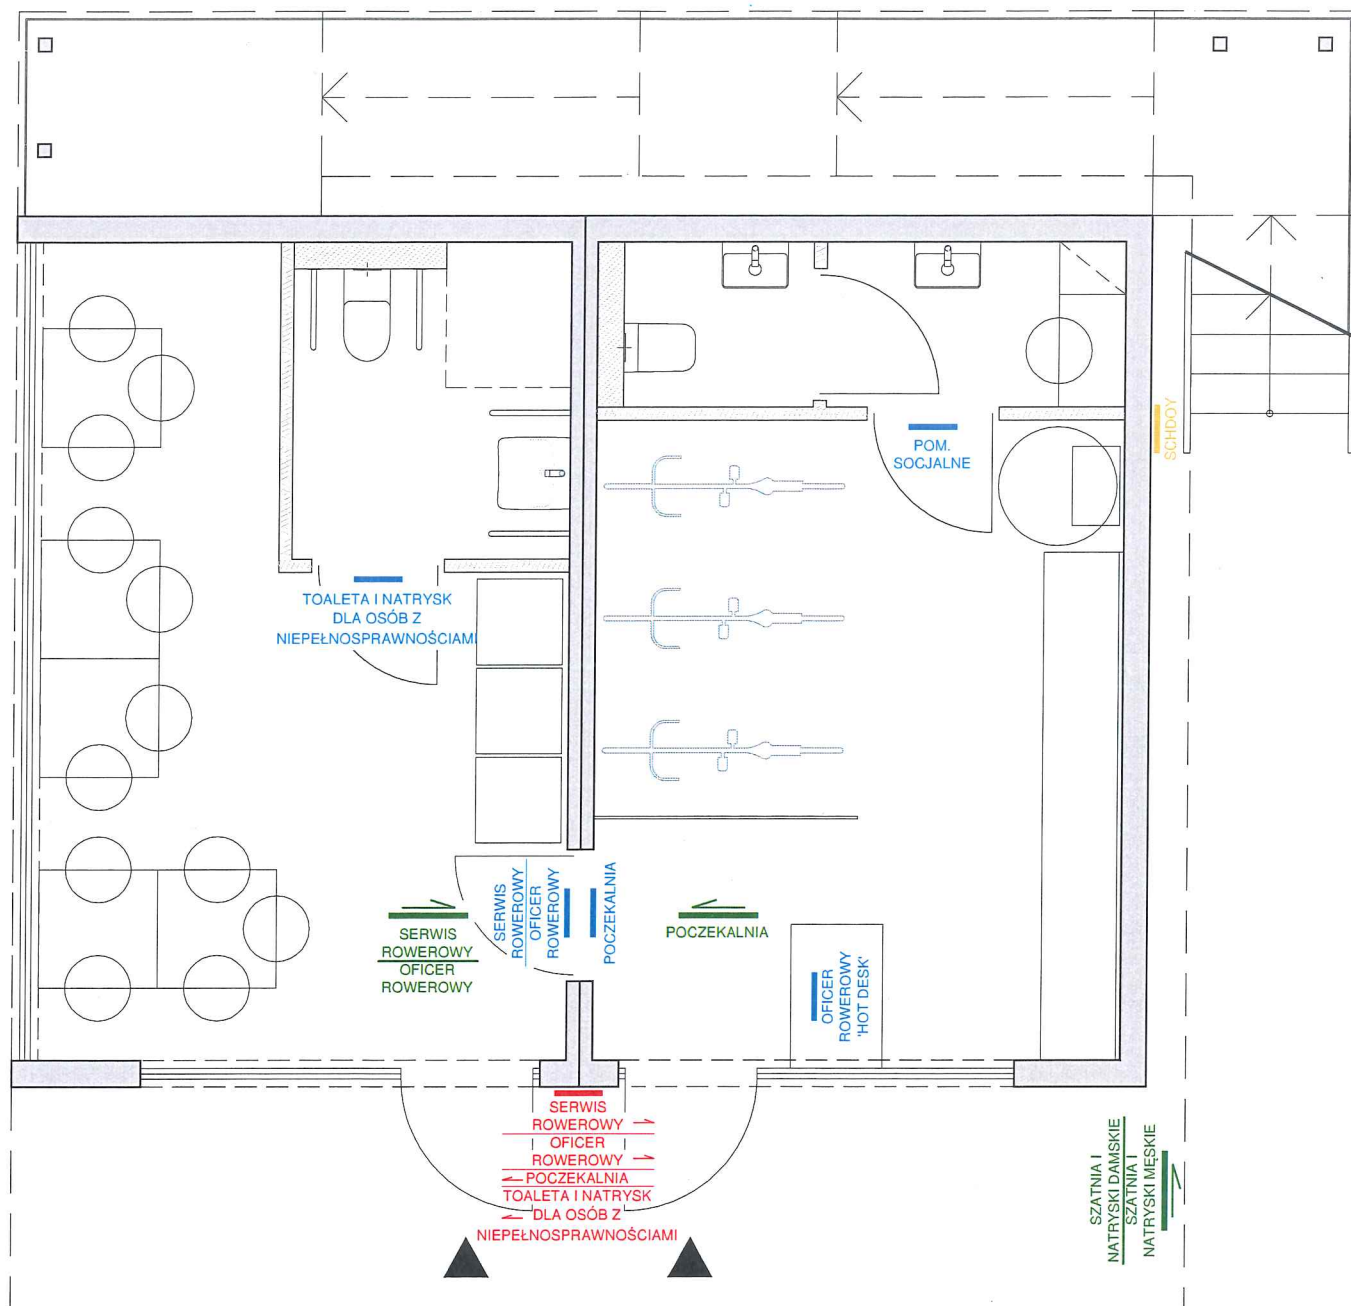 SCHDOY
POM.
SOCJALNE
TOALETA I NATRYSK
DLA OSÓB Z
NIEPEŁNOSPRAWNOŚCIAMI
SERWIS
ROWEROWY
OFICER
ROWEROWY
SERWIS
ROWEROWY
OFICER
ROWEROWY
POCZEKALNIA
POCZEKALNIA
OFICER
ROWEROWY
'HOT DESK'
SERWIS
ROWEROWY
OFICER
ROWEROWY
POCZEKALNIA
TOALETA I NATRYSK
DLA OSÓB Z
NIEPEŁNOSPRAWNOŚCIAMI
SZATNIA I
NATRYSKI DAMSKIE
SZATNIA I
NATRYSKI MĘSKIE